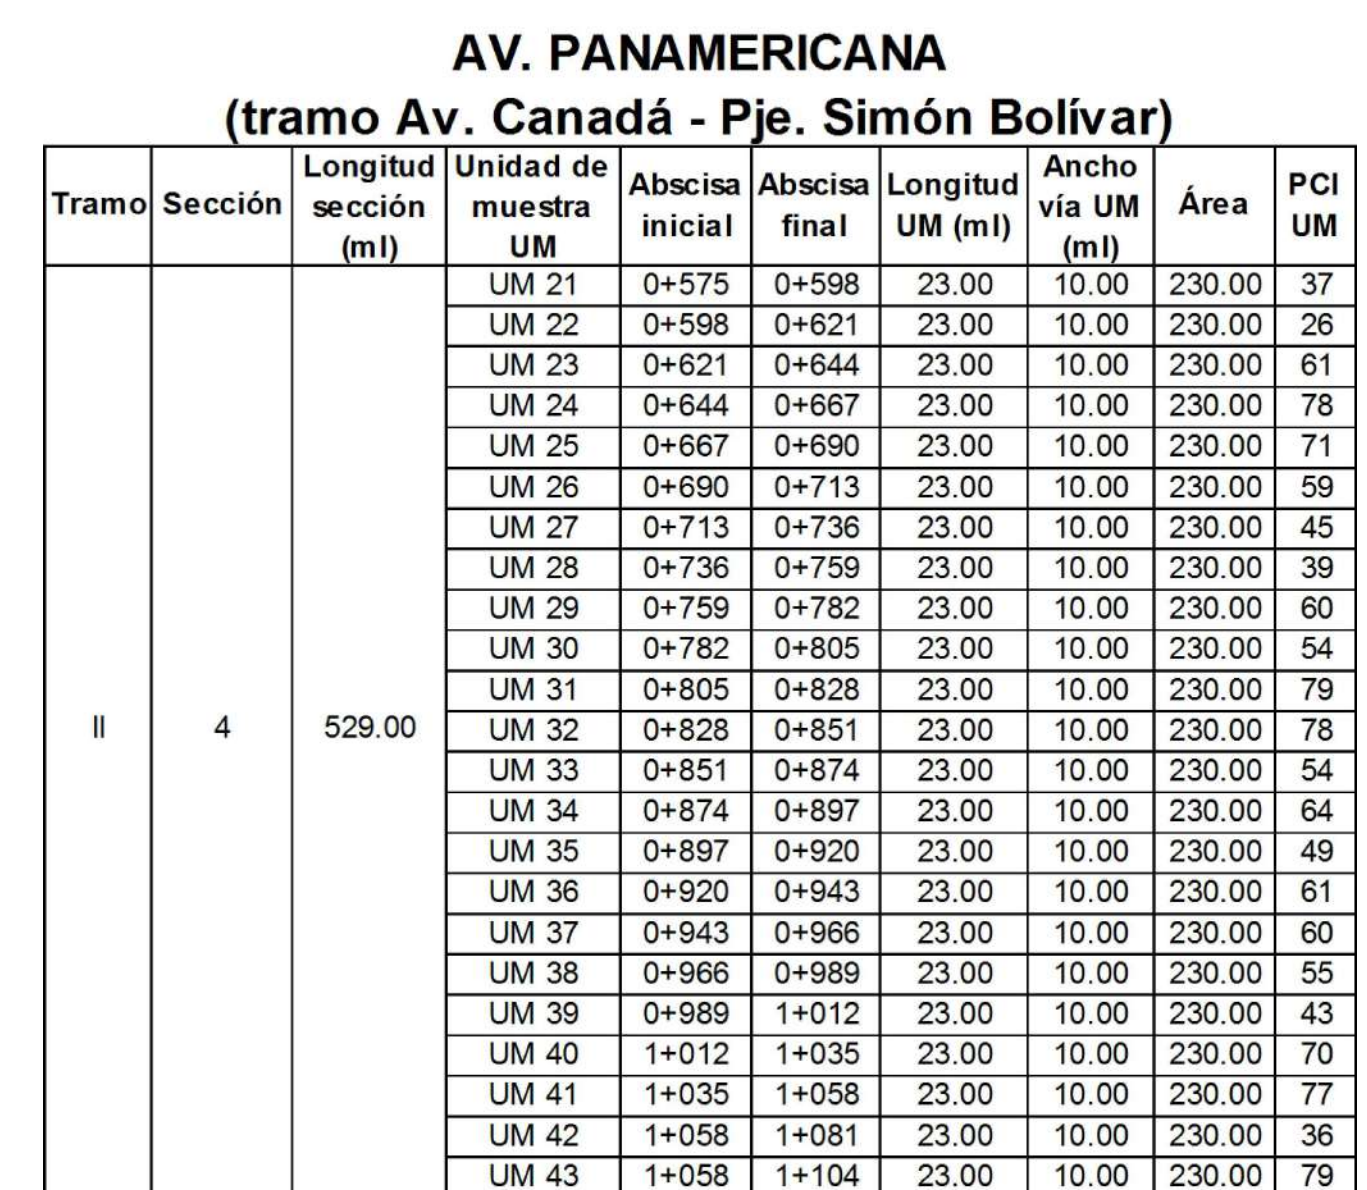 AV. PANAMERICANA
(tramo Av. Canadá - Pje. Simón Bolívar)
Tramo Sección Longitud sección (ml) Unidad de muestra UM Abscisa inicial Abscisa final Longitud UM (ml) Ancho vía UM (ml) Área PCI UM
UM 21 0+575 0+598 23.00 10.00 230.00 37
UM 22 0+598 0+621 23.00 10.00 230.00 26
UM 23 0+621 0+644 23.00 10.00 230.00 61
UM 24 0+644 0+667 23.00 10.00 230.00 78
UM 25 0+667 0+690 23.00 10.00 230.00 71
UM 26 0+690 0+713 23.00 10.00 230.00 59
UM 27 0+713 0+736 23.00 10.00 230.00 45
UM 28 0+736 0+759 23.00 10.00 230.00 39
UM 29 0+759 0+782 23.00 10.00 230.00 60
UM 30 0+782 0+805 23.00 10.00 230.00 54
UM 31 0+805 0+828 23.00 10.00 230.00 79
II 4 529.00 UM 32 0+828 0+851 23.00 10.00 230.00 78
UM 33 0+851 0+874 23.00 10.00 230.00 54
UM 34 0+874 0+897 23.00 10.00 230.00 64
UM 35 0+897 0+920 23.00 10.00 230.00 49
UM 36 0+920 0+943 23.00 10.00 230.00 61
UM 37 0+943 0+966 23.00 10.00 230.00 60
UM 38 0+966 0+989 23.00 10.00 230.00 55
UM 39 0+989 1+012 23.00 10.00 230.00 43
UM 40 1+012 1+035 23.00 10.00 230.00 70
UM 41 1+035 1+058 23.00 10.00 230.00 77
UM 42 1+058 1+081 23.00 10.00 230.00 36
UM 43 1+058 1+104 23.00 10.00 230.00 79